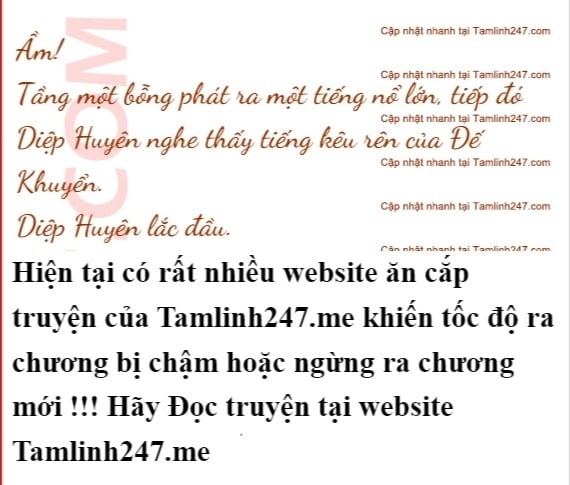 Cập nhật nhanh tại Tamlinh247.com
Ầm!
Cập nhật nhanh tại Tamlinh247.com
Tầng một bỗng phát ra một tiếng nổ lớn, tiếp đó
Cập nhật nhanh tại Tamlinh247.com
Diệp Huyên nghe thấy tiếng kêu rên của Đế
Cập nhật nhanh tại Tamlinh247.com
Khuyển.
Cập nhật nhanh tại Tamlinh247.com
Diệp Huyên lắc đầu.
Cập nhật nhanh tại Tamlinh247.com
.COM
Hiện tại có rất nhiều website ăn cắp
truyện của Tamlinh247.me khiến tốc độ ra
chương bị chậm hoặc ngừng ra chương
mới !!! Hãy Đọc truyện tại website
Tamlinh247.me